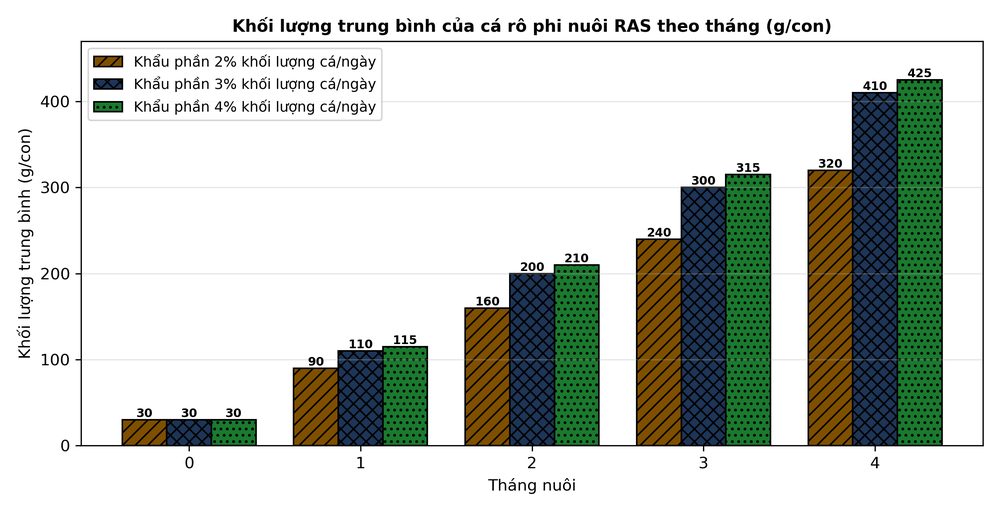 Khối lượng trung bình của cá rô phi nuôi RAS theo tháng (g/con)
Khẩu phần 2% khối lượng cá/ngày
Khẩu phần 3% khối lượng cá/ngày
Khẩu phần 4% khối lượng cá/ngày
Khối lượng trung bình (g/con)
400
300
200
100
0
30 30 30
90 110 115
160 200 210
240 300 315
320 410 425
0 1 2 3 4
Tháng nuôi